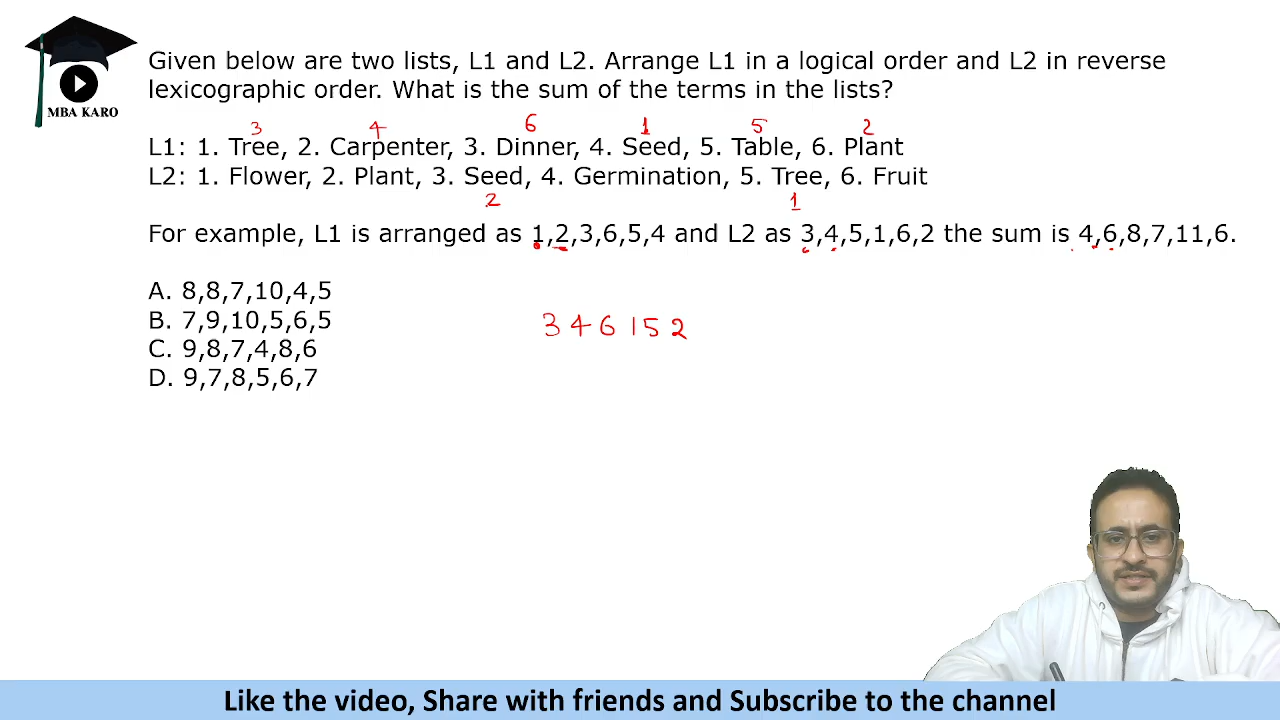 Given below are two lists, L1 and L2. Arrange L1 in a logical order and L2 in reverse
lexicographic order. What is the sum of the terms in the lists?
MBA KARO
3 4 6 1 5 2
L1: 1. Tree, 2. Carpenter, 3. Dinner, 4. Seed, 5. Table, 6. Plant
L2: 1. Flower, 2. Plant, 3. Seed, 4. Germination, 5. Tree, 6. Fruit
2 1
For example, L1 is arranged as 1,2,3,6,5,4 and L2 as 3,4,5,1,6,2 the sum is 4,6,8,7,11,6.
A. 8,8,7,10,4,5
B. 7,9,10,5,6,5
3 4 6 1 5 2
C. 9,8,7,4,8,6
D. 9,7,8,5,6,7
Like the video, Share with friends and Subscribe to the channel